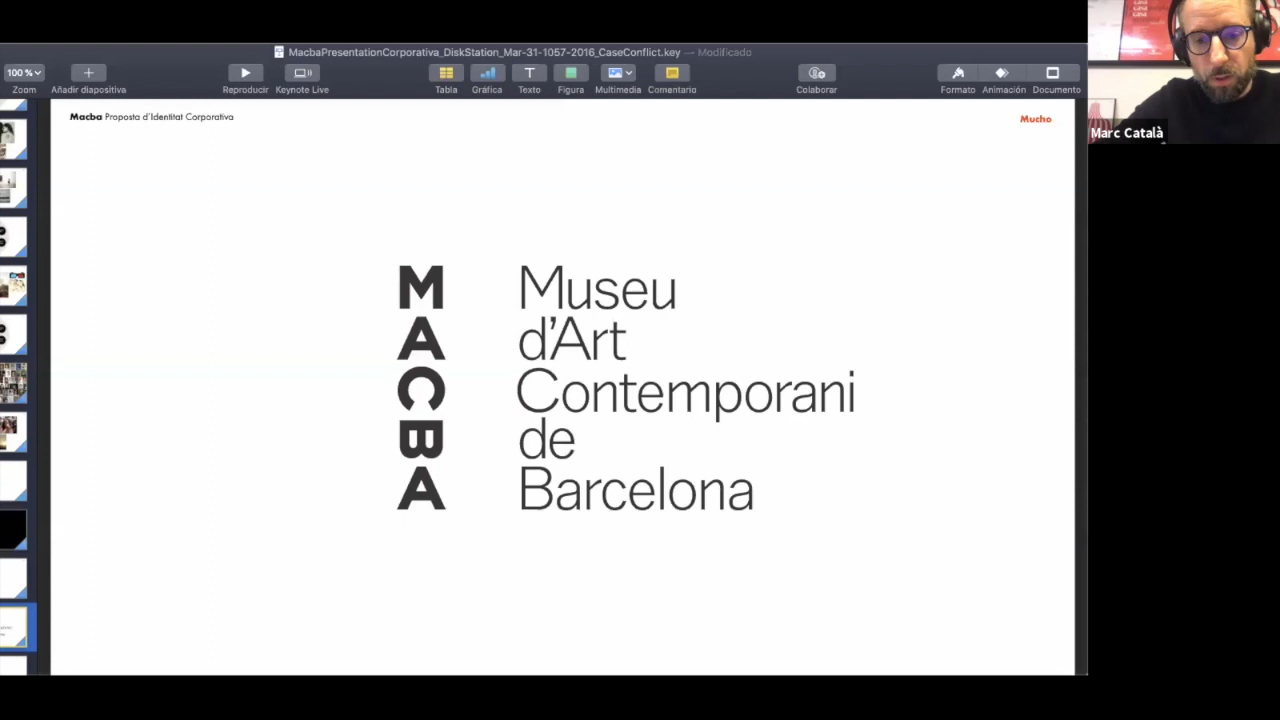 MacbaPresentationCorporativa_DiskStation_Mar-31-1057-2016_CaseConflict.key — Modificado
100 %
Zoom
Añadir diapositiva
Reproducir
Keynote Live
Tabla
Gráfica
Texto
Figura
Multimedia
Comentario
Colaborar
Formato
Animación
Documento
Macba Proposta d´Identitat Corporativa
Mucho
M
A
C
B
A
Museu
d’Art
Contemporani
de
Barcelona
Marc Català